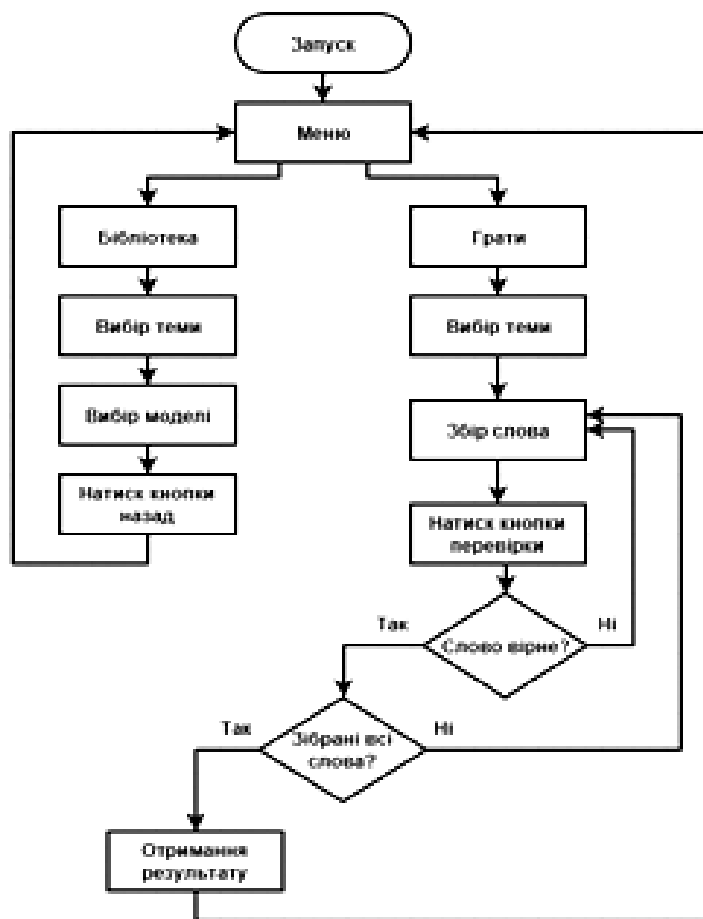 Запуск
Меню
Бібліотека
Вибір теми
Вибір моделі
Натиск кнопки
назад
Грати
Вибір теми
Збір слова
Натиск кнопки
перевірки
Слово вірне?
Так
Ні
Зібрані всі
слова?
Так
Ні
Отримання
результату